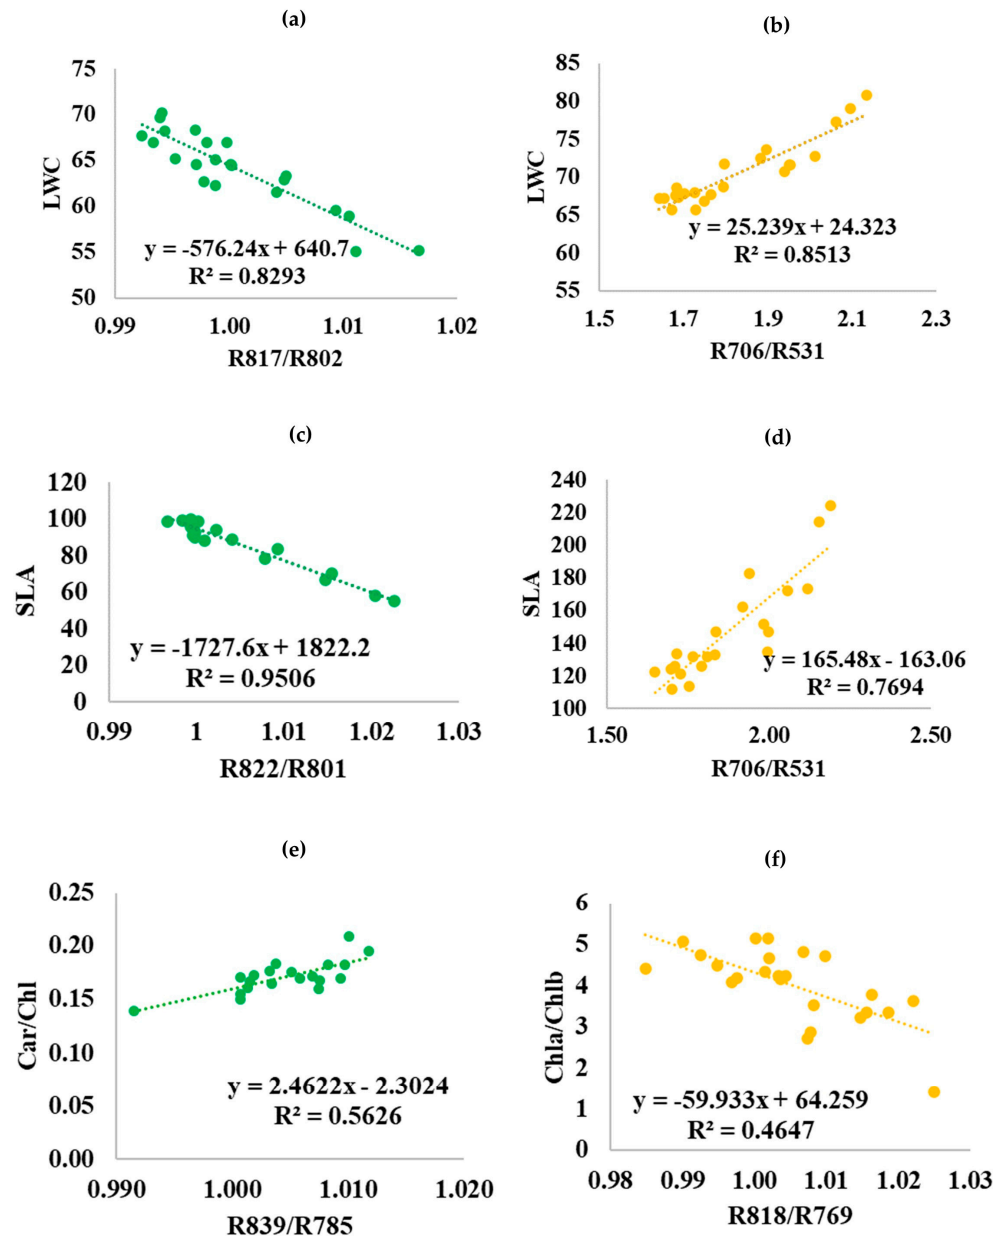 (a)
75
70
65
60
55
50
LWC
y = -576.24x + 640.7
R² = 0.8293
0.99 1.00 1.01 1.02
R817/R802
(b)
85
80
75
70
65
60
55
LWC
y = 25.239x + 24.323
R² = 0.8513
1.5 1.7 1.9 2.1 2.3
R706/R531
(c)
120
100
80
60
40
20
0
SLA
y = -1727.6x + 1822.2
R² = 0.9506
0.99 1 1.01 1.02 1.03
R822/R801
(d)
240
220
200
180
160
140
120
100
SLA
y = 165.48x - 163.06
R² = 0.7694
1.50 2.00 2.50
R706/R531
(e)
0.25
0.20
0.15
0.10
0.05
0.00
Car/Chl
y = 2.4622x - 2.3024
R² = 0.5626
0.990 1.000 1.010 1.020
R839/R785
(f)
6
5
4
3
2
1
0
Chla/Chlb
y = -59.933x + 64.259
R² = 0.4647
0.98 0.99 1.00 1.01 1.02 1.03
R818/R769